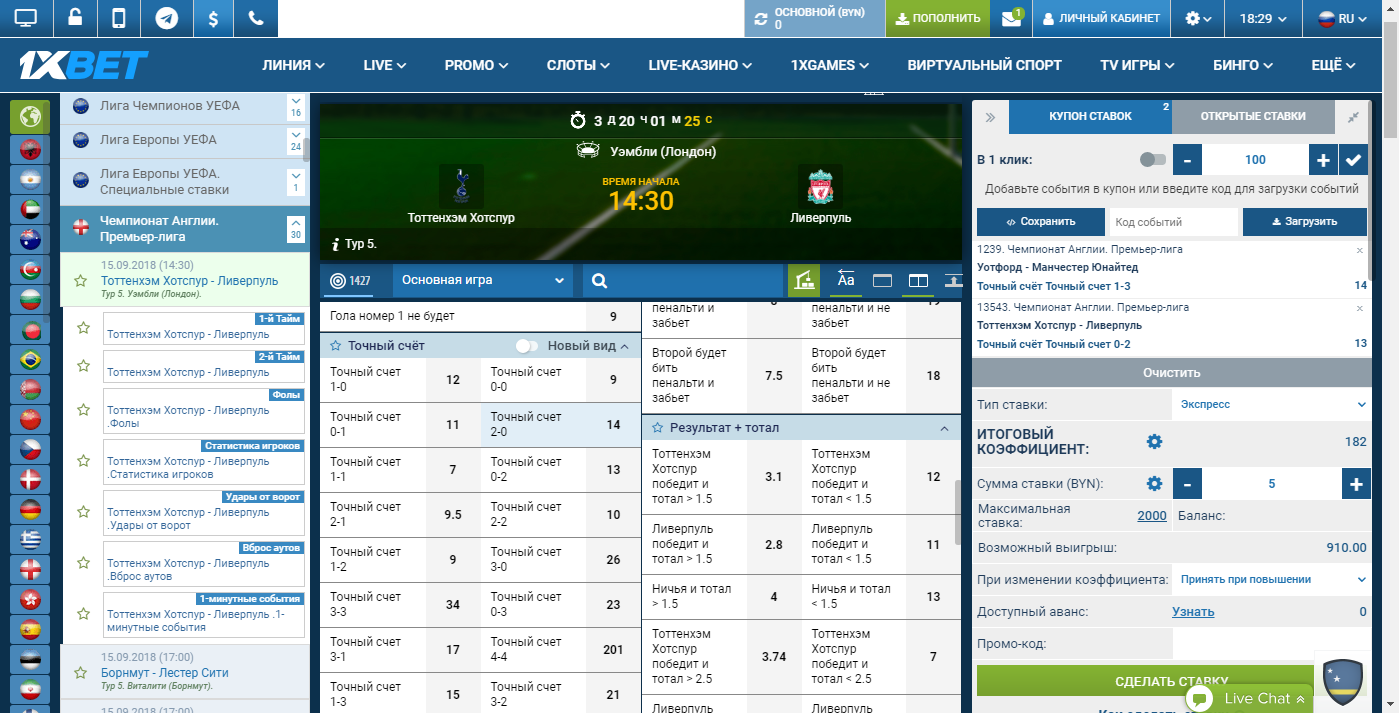 $
ОСНОВНОЙ (BYN)
0
ПОПОЛНИТЬ
1
ЛИЧНЫЙ КАБИНЕТ
18:29
RU
1XBET
ЛИНИЯ
LIVE
PROMO
СЛОТЫ
LIVE-КАЗИНО
1XGAMES
ВИРТУАЛЬНЫЙ СПОРТ
TV ИГРЫ
БИНГО
ЕЩЁ
Лига Чемпионов УЕФА
16
Лига Европы УЕФА
24
Лига Европы УЕФА.
Специальные ставки
1
Чемпионат Англии.
Премьер-лига
30
15.09.2018 (14:30)
Тоттенхэм Хотспур - Ливерпуль
Тур 5. Уэмбли (Лондон).
1-й Тайм
Тоттенхэм Хотспур - Ливерпуль
2-й Тайм
Тоттенхэм Хотспур - Ливерпуль
Фолы
Тоттенхэм Хотспур - Ливерпуль
.Фолы
Статистика игроков
Тоттенхэм Хотспур - Ливерпуль
.Статистика игроков
Удары от ворот
Тоттенхэм Хотспур - Ливерпуль
.Удары от ворот
Вброс аутов
Тоттенхэм Хотспур - Ливерпуль
.Вброс аутов
1-минутные события
Тоттенхэм Хотспур - Ливерпуль .1-
минутные события
15.09.2018 (17:00)
Борнмут - Лестер Сити
Тур 5. Виталити (Борнмут).
15.09.2018 (17:00)
3 Д 20 Ч 01 М 25 С
Уэмбли (Лондон)
ВРЕМЯ НАЧАЛА
14:30
Тоттенхэм Хотспур
Ливерпуль
Тур 5.
1427
Основная игра
Aa
Гола номер 1 не будет
9
Точный счёт
Новый вид
Точный счет
1-0
12
Точный счет
0-0
9
Точный счет
0-1
11
Точный счет
2-0
14
Точный счет
1-1
7
Точный счет
0-2
13
Точный счет
2-1
9.5
Точный счет
2-2
10
Точный счет
1-2
9
Точный счет
3-0
26
Точный счет
3-3
34
Точный счет
0-3
23
Точный счет
3-1
17
Точный счет
4-4
201
Точный счет
1-3
15
Точный счет
3-2
21
пенальти и
забьет
пенальти и не
забьет
Второй будет
бить
пенальти и
забьет
7.5
Второй будет
бить
пенальти и не
забьет
18
Результат + тотал
Тоттенхэм
Хотспур
победит и
тотал > 1.5
3.1
Тоттенхэм
Хотспур
победит и
тотал < 1.5
12
Ливерпуль
победит и
тотал > 1.5
2.8
Ливерпуль
победит и
тотал < 1.5
11
Ничья и тотал
> 1.5
4
Ничья и тотал
< 1.5
13
Тоттенхэм
Хотспур
победит и
тотал > 2.5
3.74
Тоттенхэм
Хотспур
победит и
тотал < 2.5
7
Ливерпуль
Ливерпуль
КУПОН СТАВОК
2
ОТКРЫТЫЕ СТАВКИ
В 1 клик:
-
100
+
Добавьте события в купон или введите код для загрузки событий
Сохранить
Код событий
Загрузить
1239. Чемпионат Англии. Премьер-лига
Уотфорд - Манчестер Юнайтед
Точный счёт Точный счет 1-3
14
13543. Чемпионат Англии. Премьер-лига
Тоттенхэм Хотспур - Ливерпуль
Точный счёт Точный счет 0-2
13
Очистить
Тип ставки:
Экспресс
ИТОГОВЫЙ
КОЭФФИЦИЕНТ:
182
Сумма ставки (BYN):
-
5
+
Максимальная
ставка:
2000
Баланс:
Возможный выигрыш:
910.00
При изменении коэффициента:
Принять при повышении
Доступный аванс:
Узнать
0
Промо-код:
СДЕЛАТЬ СТАВКУ
Live Chat